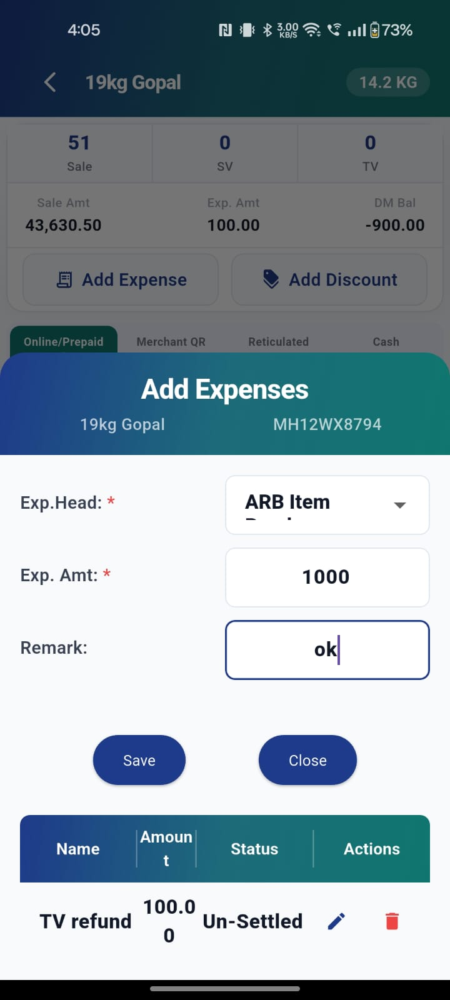 4:05
3.00 KB/S
73%
19kg Gopal
14.2 KG
51
0
0
Sale
SV
TV
Sale Amt
Exp. Amt
DM Bal
43,630.50
100.00
-900.00
Add Expense
Add Discount
Online/Prepaid
Merchant QR
Reticulated
Cash
Add Expenses
19kg Gopal
MH12WX8794
Exp.Head: *
ARB Item
Exp. Amt: *
1000
Remark:
ok
Save
Close
Name
Amoun
t
Status
Actions
TV refund
100.0
0
Un-Settled